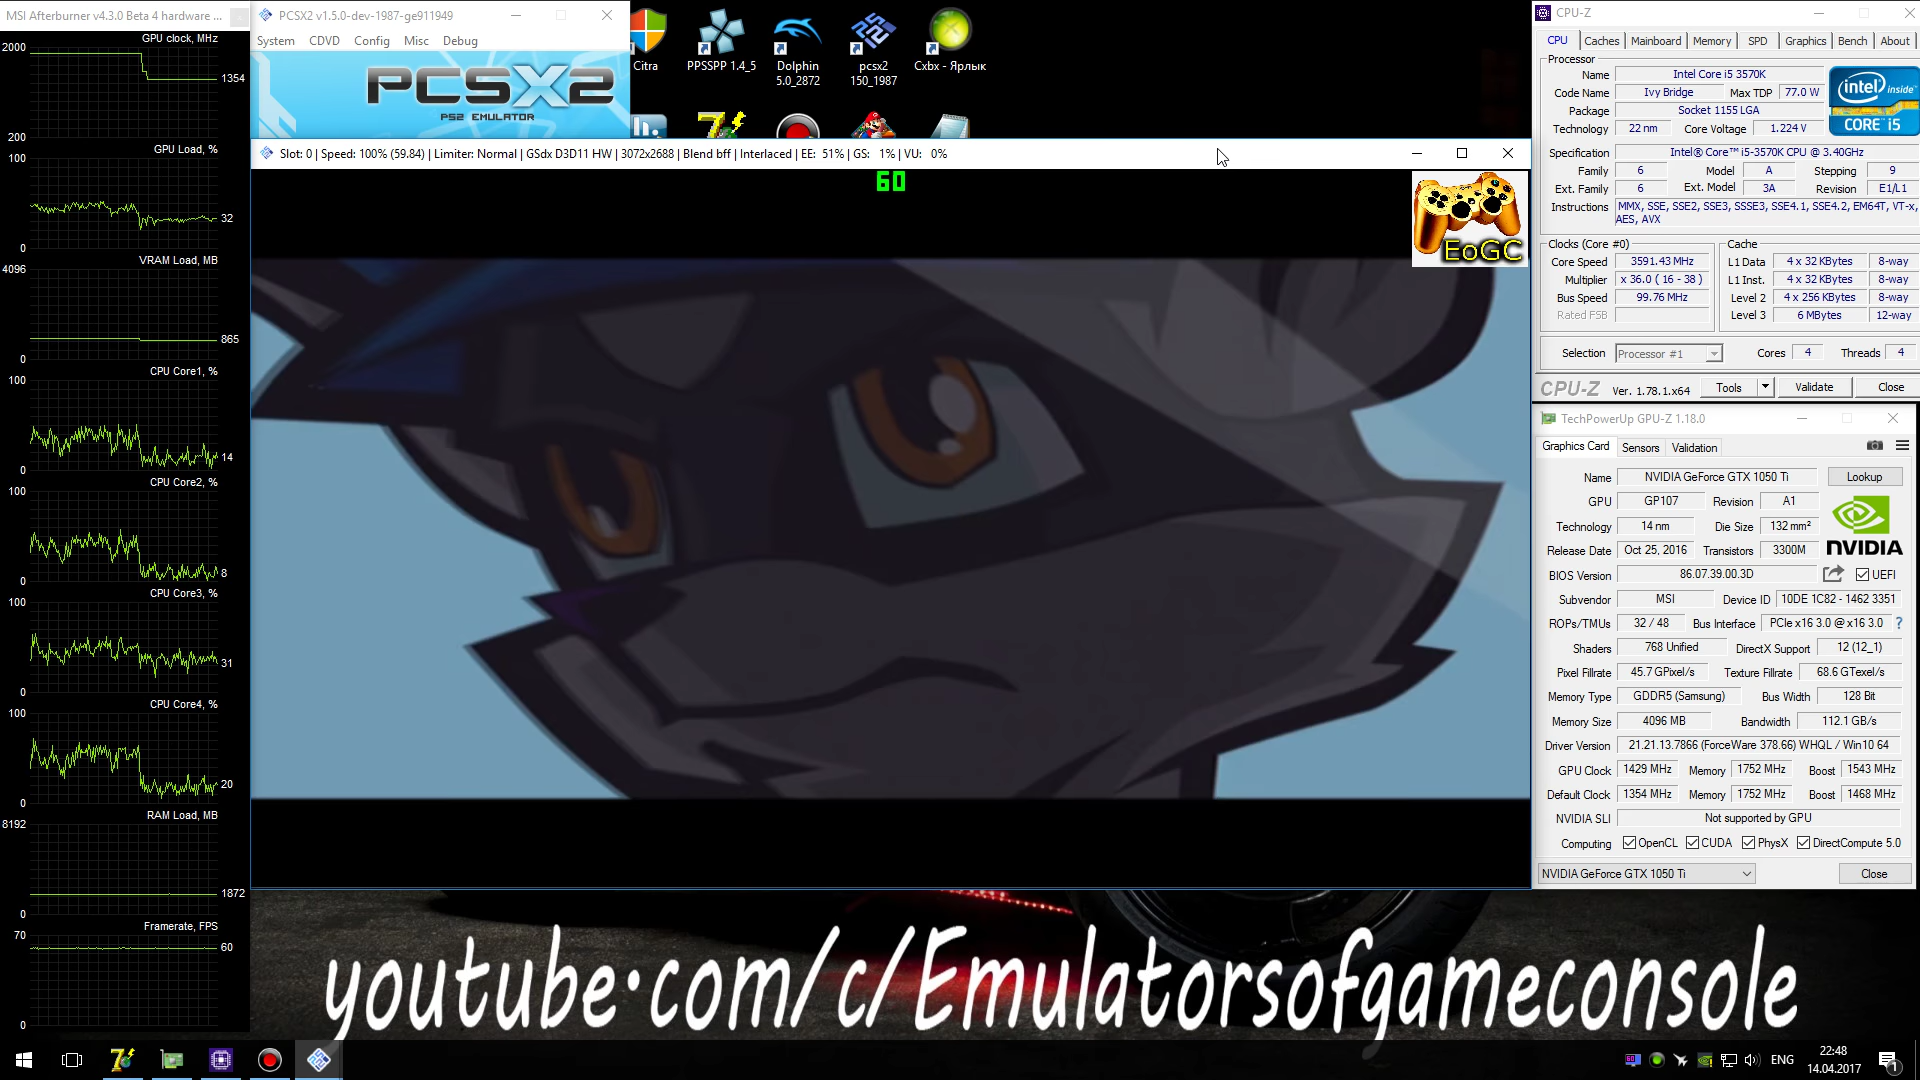 MSI Afterburner v4.3.0 Beta 4 hardware ...
GPU clock, MHz
2000
1354
200
GPU Load, %
100
32
0
VRAM Load, MB
4096
865
0
CPU Core1, %
100
14
0
CPU Core2, %
100
8
0
CPU Core3, %
100
31
0
CPU Core4, %
100
20
0
RAM Load, MB
8192
1872
0
Framerate, FPS
70
60
0
PCSX2 v1.5.0-dev-1987-ge911949
System CDVD Config Misc Debug
PCSX2
PS2 EMULATOR
Citra
PPSSPP 1.4_5
Dolphin
5.0_2872
pcsx2
150_1987
Cxbx - Ярлык
Slot: 0 | Speed: 100% (59.84) | Limiter: Normal | GSdx D3D11 HW | 3072x2688 | Blend bff | Interlaced | EE: 51% | GS: 1% | VU: 0%
60
EoGC
CPU-Z
CPU Caches Mainboard Memory SPD Graphics Bench About
Processor
Name Intel Core i5 3570K
Code Name Ivy Bridge Max TDP 77.0 W
Package Socket 1155 LGA
Technology 22 nm Core Voltage 1.224 V
intel inside
CORE i5
Specification Intel® Core™ i5-3570K CPU @ 3.40GHz
Family 6 Model A Stepping 9
Ext. Family 6 Ext. Model 3A Revision E1/L1
Instructions MMX, SSE, SSE2, SSE3, SSSE3, SSE4.1, SSE4.2, EM64T, VT-x,
AES, AVX
Clocks (Core #0)
Core Speed 3591.43 MHz
Multiplier x 36.0 ( 16 - 38 )
Bus Speed 99.76 MHz
Rated FSB
Cache
L1 Data 4 x 32 KBytes 8-way
L1 Inst. 4 x 32 KBytes 8-way
Level 2 4 x 256 KBytes 8-way
Level 3 6 MBytes 12-way
Selection Processor #1 Cores 4 Threads 4
CPU-Z Ver. 1.78.1.x64 Tools Validate Close
TechPowerUp GPU-Z 1.18.0
Graphics Card Sensors Validation
Name NVIDIA GeForce GTX 1050 Ti Lookup
GPU GP107 Revision A1
Technology 14 nm Die Size 132 mm²
Release Date Oct 25, 2016 Transistors 3300M
NVIDIA
BIOS Version 86.07.39.00.3D UEFI
Subvendor MSI Device ID 10DE 1C82 - 1462 3351
ROPs/TMUs 32 / 48 Bus Interface PCIe x16 3.0 @ x16 3.0 ?
Shaders 768 Unified DirectX Support 12 (12_1)
Pixel Fillrate 45.7 GPixel/s Texture Fillrate 68.6 GTexel/s
Memory Type GDDR5 (Samsung) Bus Width 128 Bit
Memory Size 4096 MB Bandwidth 112.1 GB/s
Driver Version 21.21.13.7866 (ForceWare 378.66) WHQL / Win10 64
GPU Clock 1429 MHz Memory 1752 MHz Boost 1543 MHz
Default Clock 1354 MHz Memory 1752 MHz Boost 1468 MHz
NVIDIA SLI Not supported by GPU
Computing OpenCL CUDA PhysX DirectCompute 5.0
NVIDIA GeForce GTX 1050 Ti Close
youtube.com/c/Emulatorsofgameconsole
ENG
22:48
14.04.2017
1